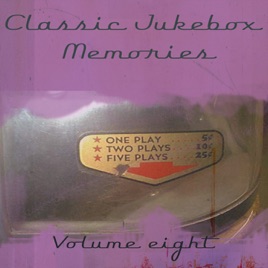 Classic Jukebox
Memories
★ ONE PLAY 5¢
★ TWO PLAYS 10¢
★ FIVE PLAYS 25¢
Volume eight